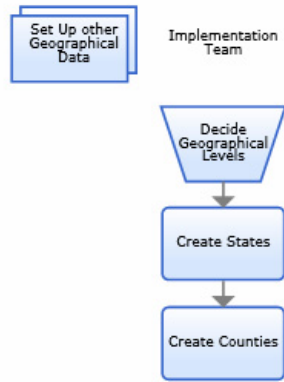 Set Up other
Geographical
Data
Implementation
Team
Decide
Geographical
Levels
Create States
Create Counties